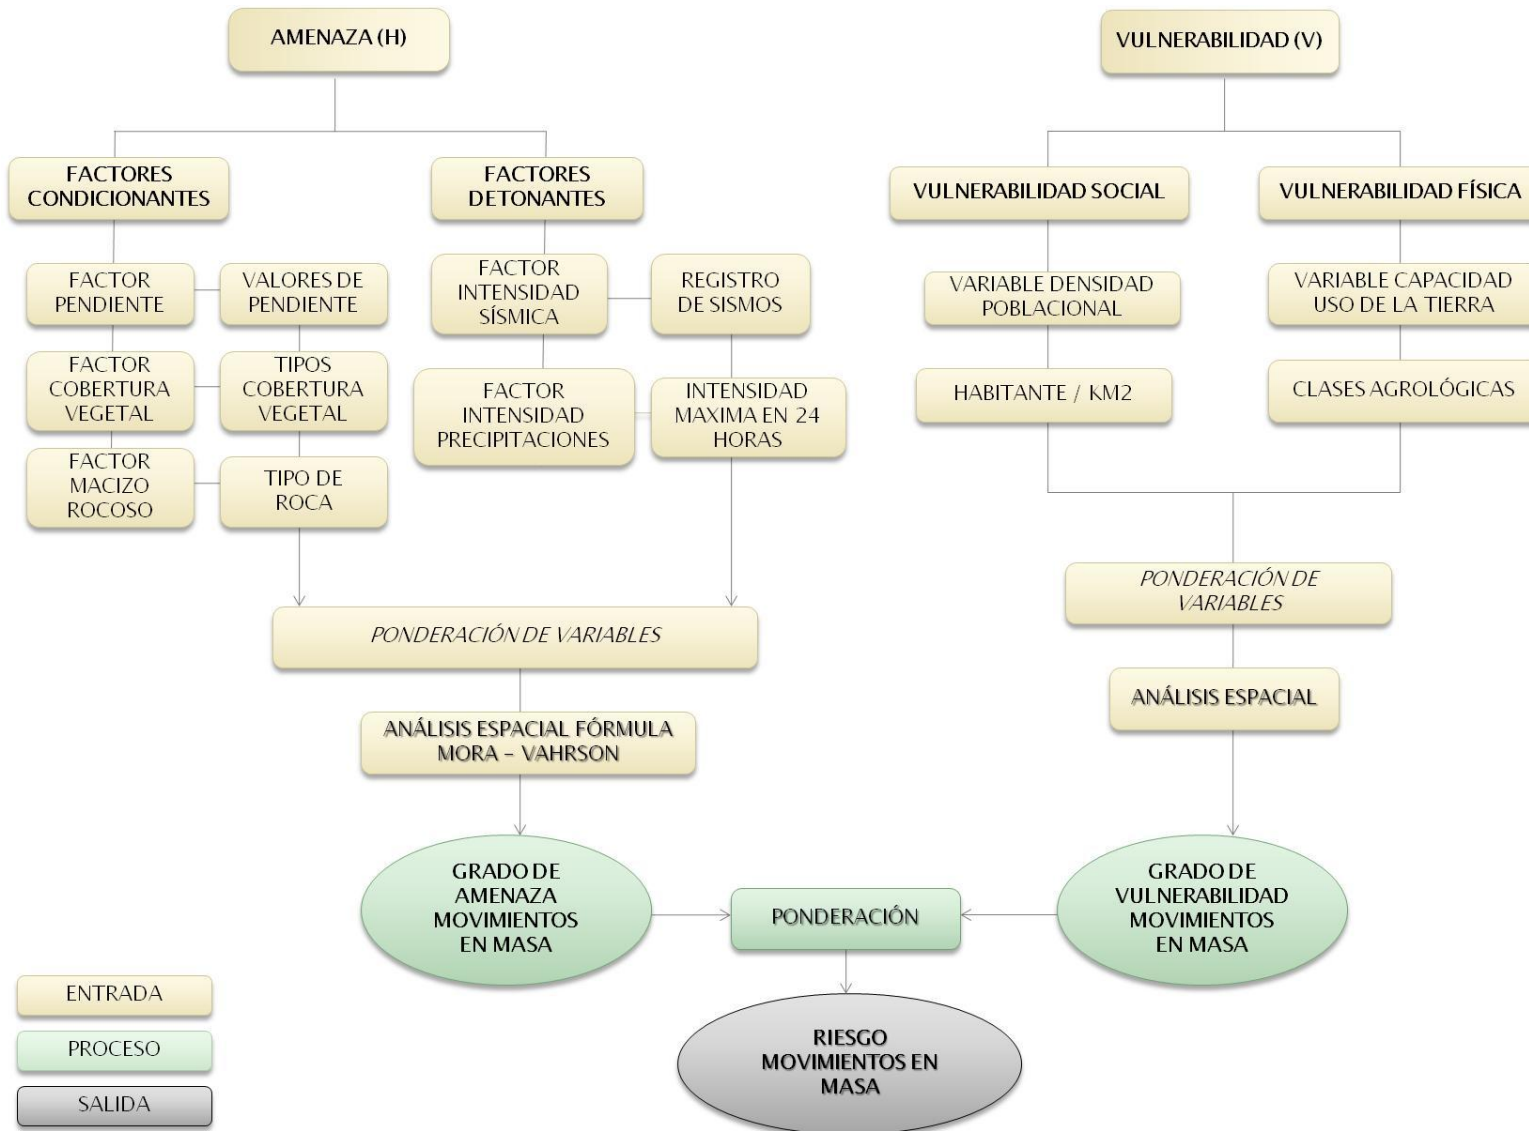 AMENAZA (H)
VULNERABILIDAD (V)
FACTORES
CONDICIONANTES
FACTORES
DETONANTES
VULNERABILIDAD SOCIAL
VULNERABILIDAD FÍSICA
FACTOR
PENDIENTE
VALORES DE
PENDIENTE
FACTOR
INTENSIDAD
SÍSMICA
REGISTRO
DE SISMOS
VARIABLE DENSIDAD
POBLACIONAL
VARIABLE CAPACIDAD
USO DE LA TIERRA
FACTOR
COBERTURA
VEGETAL
TIPOS
COBERTURA
VEGETAL
FACTOR
INTENSIDAD
PRECIPITACIONES
INTENSIDAD
MAXIMA EN 24
HORAS
HABITANTE / KM2
CLASES AGROLÓGICAS
FACTOR
MACIZO
ROCOSO
TIPO DE
ROCA
PONDERACIÓN DE VARIABLES
PONDERACIÓN DE
VARIABLES
ANÁLISIS ESPACIAL FÓRMULA
MORA – VAHRSON
ANÁLISIS ESPACIAL
GRADO DE
AMENAZA
MOVIMIENTOS
EN MASA
PONDERACIÓN
GRADO DE
VULNERABILIDAD
MOVIMIENTOS
EN MASA
RIESGO
MOVIMIENTOS EN
MASA
ENTRADA
PROCESO
SALIDA